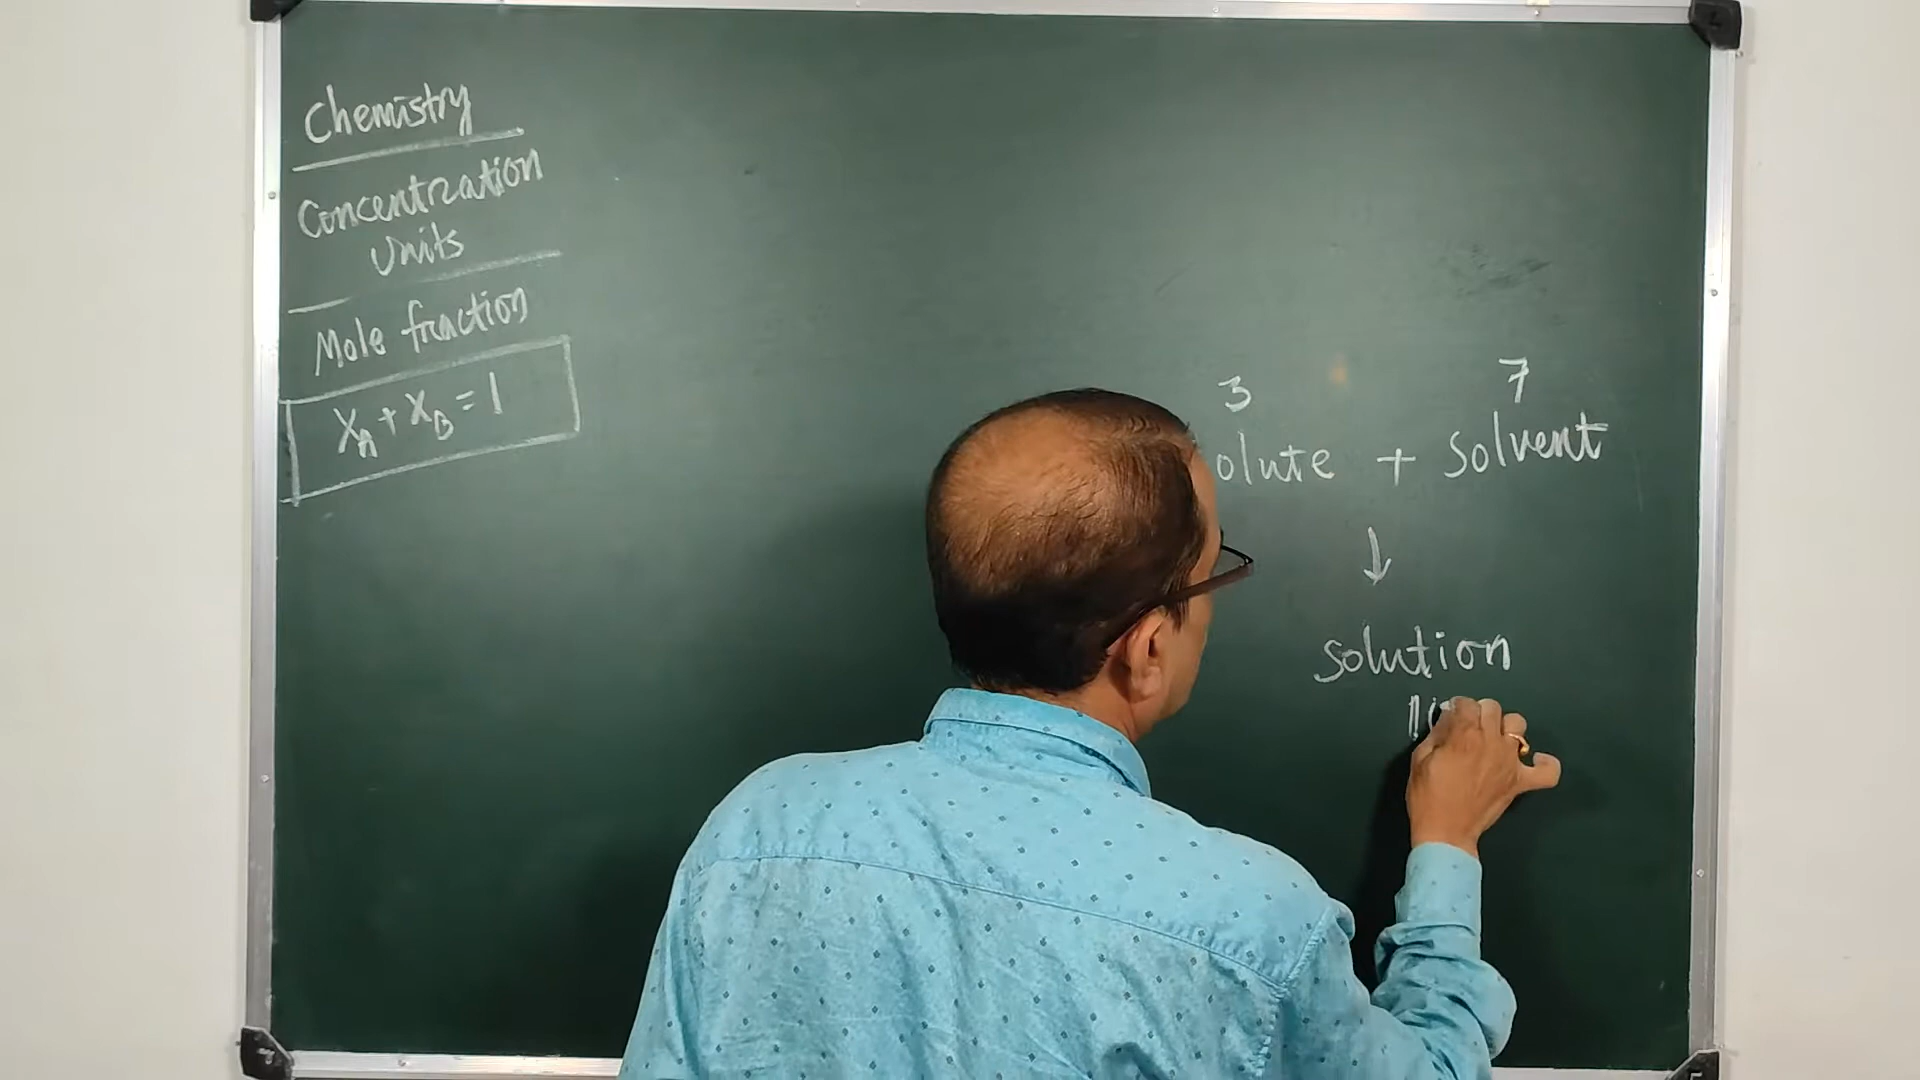 Chemistry
Concentration
Units
Mole fraction
X_A + X_B = 1
3 7
olute + solvent
↓
solution